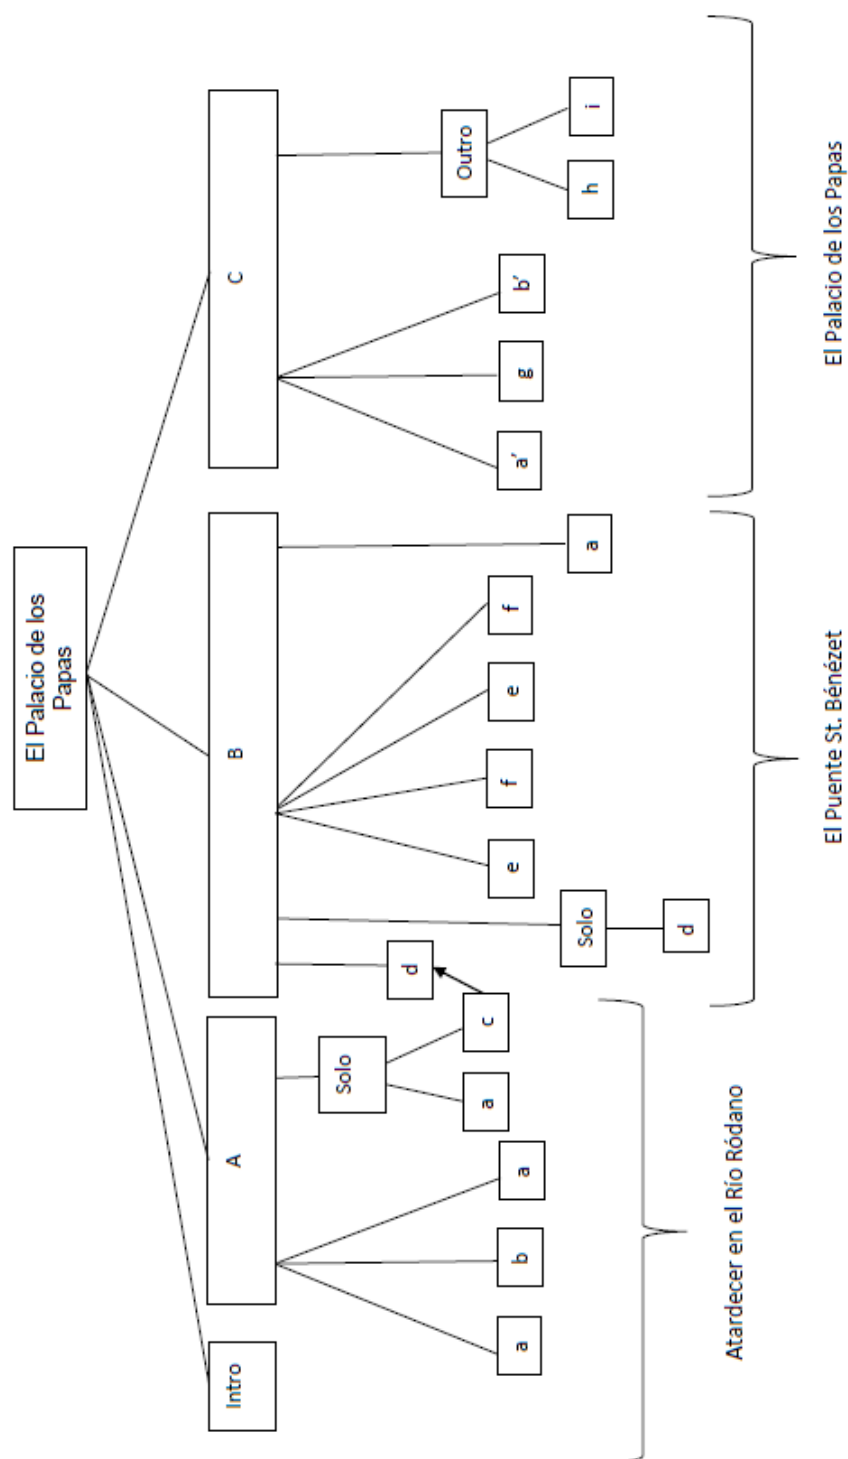 El Palacio de los
Papas
Intro
A
B
C
Solo
d
Outro
a
b
a
a
c
Solo
d
e
f
e
f
a
a'
g
b'
h
i
Atardecer en el Río Ródano
El Puente St. Bénézet
El Palacio de los Papas